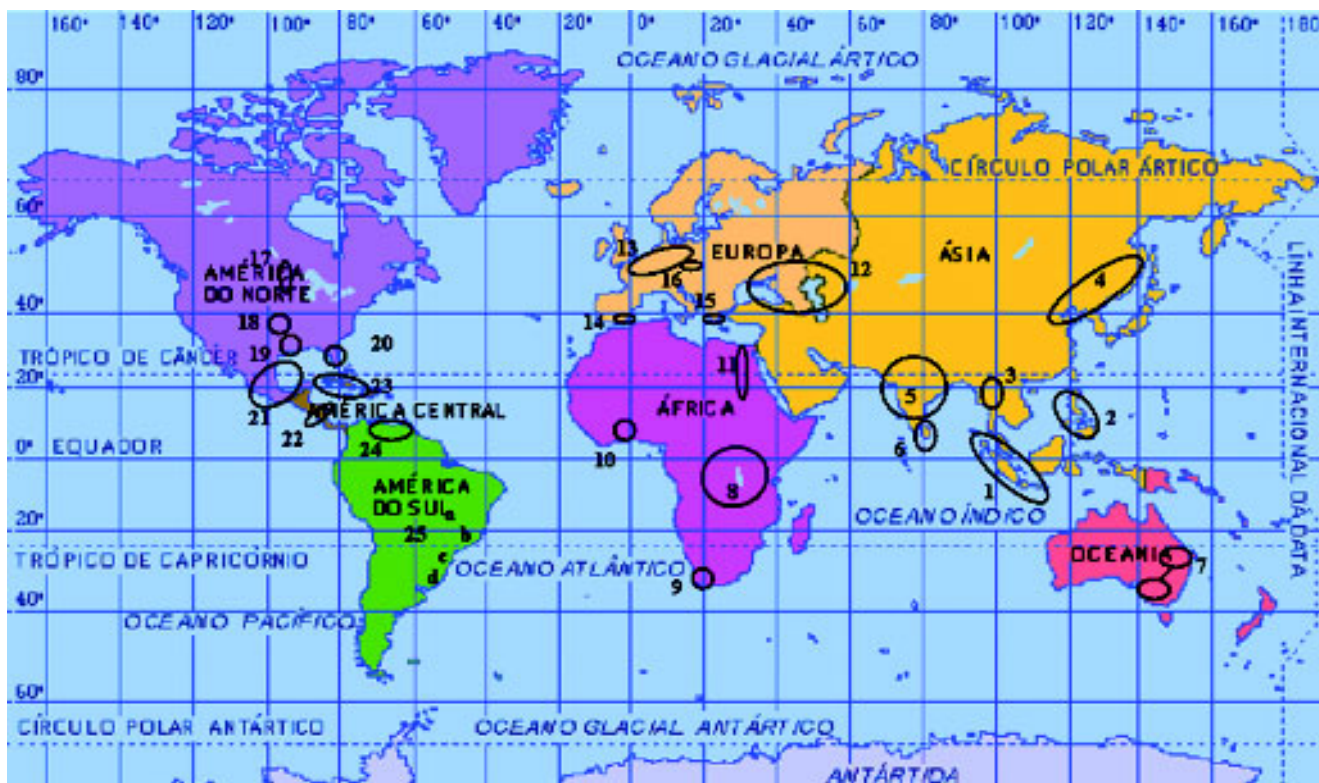 160° 140° 120° 100° 80° 60° 40° 20° 0° 20° 40° 60° 80° 100° 120° 140° 160° 180
OCEANO GLACIAL ÁRTICO
80°
CÍRCULO POLAR ÁRTICO
60°
13 EUROPA ÁSIA
17 16 12 4
AMÉRICA
DO NORTE
40°
18 14 15
20
TRÓPICO DE CÂNCER 19
11 3
20° 23 5
21 AMÉRICA CENTRAL ÁFRICA 2
22
0° EQUADOR 24 10 6
8 1
AMÉRICA
DO SUL a
OCEANO ÍNDICO
20° 25 b
TRÓPICO DE CAPRICÓRNIO c OCEANIA
d OCEANO ATLÂNTICO 7
9
40°
OCEANO PACÍFICO
60°
CÍRCULO POLAR ANTÁRTICO OCEANO GLACIAL ANTÁRTICO
ANTÁRTIDA
LINHA INTERNACIONAL DA DATA